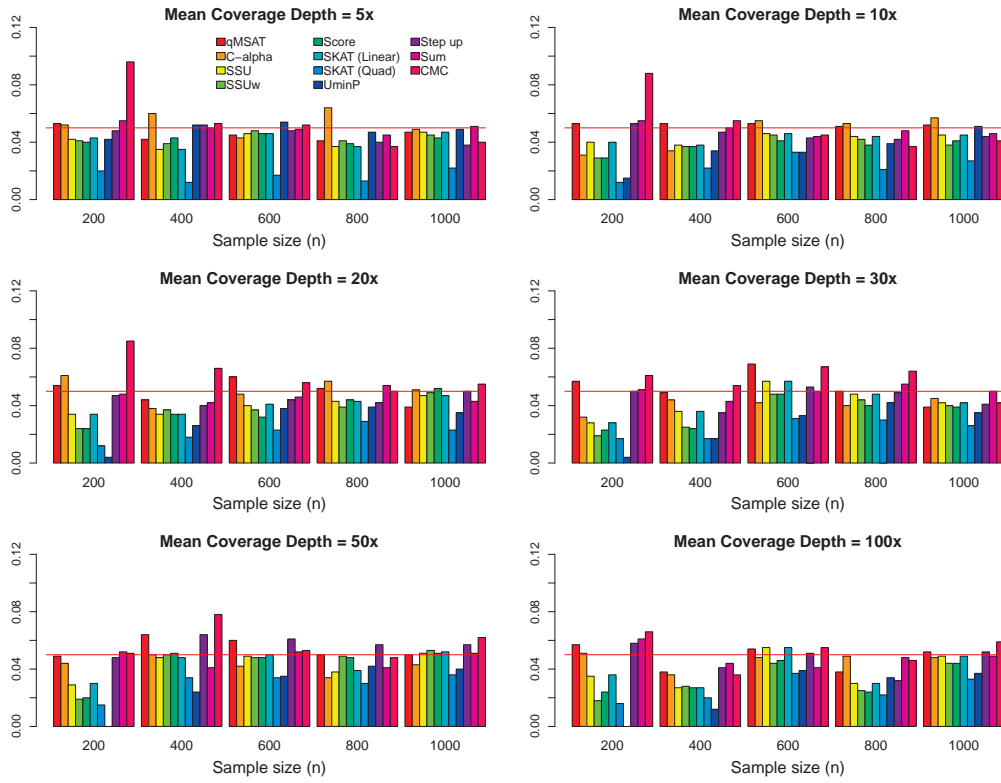 Mean Coverage Depth = 5x
0.00 0.04 0.08 0.12
qMSAT
C−alpha
SSU
SSUw
Score
SKAT (Linear)
SKAT (Quad)
UminP
Step up
Sum
CMC
200 400 600 800 1000
Sample size (n)
Mean Coverage Depth = 10x
0.00 0.04 0.08 0.12
200 400 600 800 1000
Sample size (n)
Mean Coverage Depth = 20x
0.00 0.04 0.08 0.12
200 400 600 800 1000
Sample size (n)
Mean Coverage Depth = 30x
0.00 0.04 0.08 0.12
200 400 600 800 1000
Sample size (n)
Mean Coverage Depth = 50x
0.00 0.04 0.08 0.12
200 400 600 800 1000
Sample size (n)
Mean Coverage Depth = 100x
0.00 0.04 0.08 0.12
200 400 600 800 1000
Sample size (n)